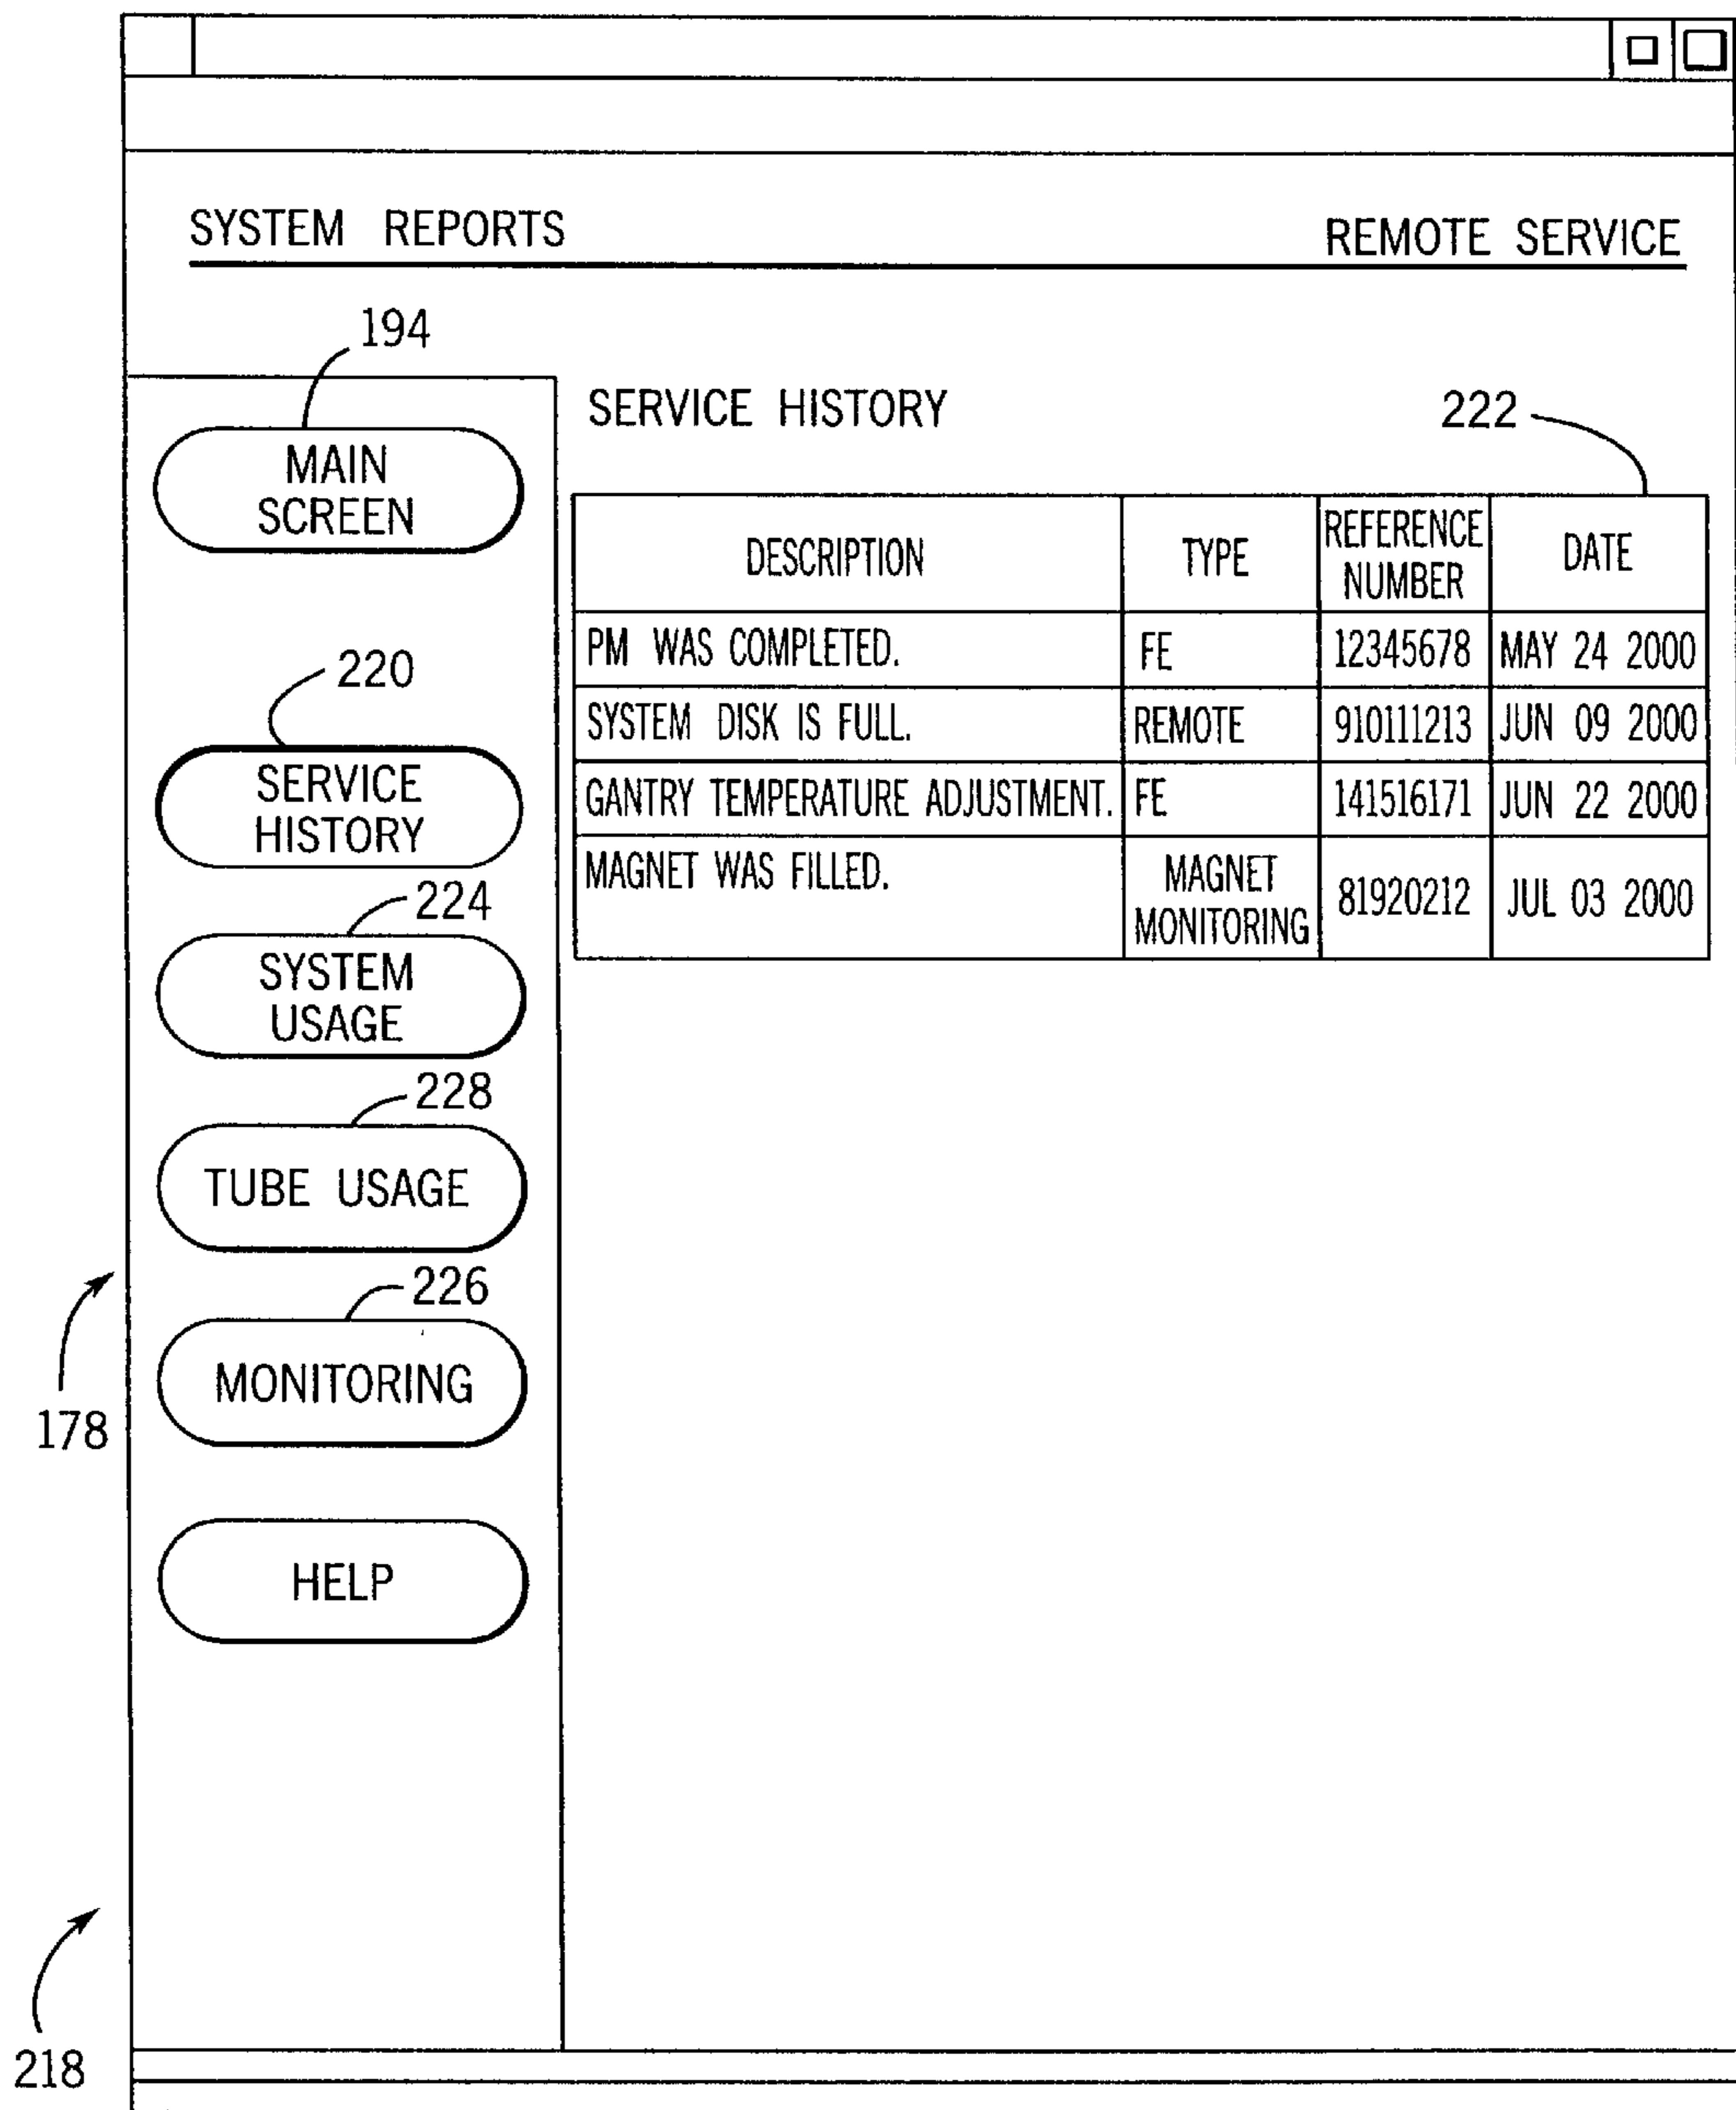 SYSTEM REPORTS
REMOTE SERVICE
194
MAIN
SCREEN
220
SERVICE
HISTORY
224
SYSTEM
USAGE
228
TUBE USAGE
226
MONITORING
HELP
178
218
SERVICE HISTORY
222
DESCRIPTION TYPE REFERENCE NUMBER DATE
PM WAS COMPLETED. FE 12345678 MAY 24 2000
SYSTEM DISK IS FULL. REMOTE 910111213 JUN 09 2000
GANTRY TEMPERATURE ADJUSTMENT. FE 141516171 JUN 22 2000
MAGNET WAS FILLED. MAGNET MONITORING 81920212 JUL 03 2000